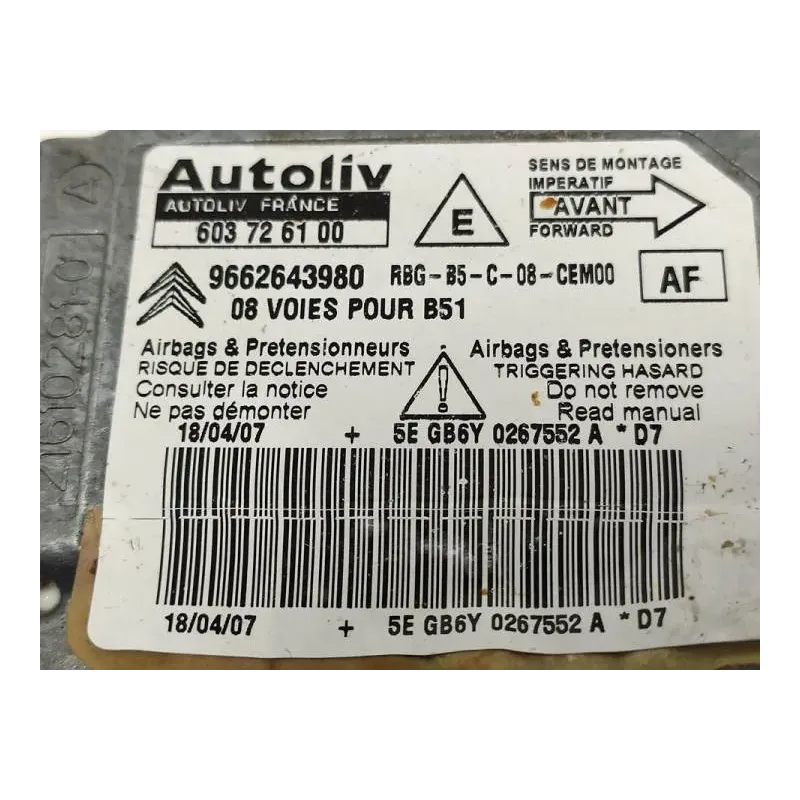 Autoliv
AUTOLIV FRANCE
603 72 61 00
E
SENS DE MONTAGE
IMPERATIF
AVANT
FORWARD
9662643980 RBG-B5-C-08-CEM00
AF
08 VOIES POUR B51
Airbags & Pretensionneurs
RISQUE DE DECLENCHEMENT
Consulter la notice
Ne pas démonter
!
Airbags & Pretensioners
TRIGGERING HASARD
Do not remove
Read manual
18/04/07 + 5E GB6Y 0267552 A * D7
18/04/07 + 5E GB6Y 0267552 A * D7
21610281-0 A